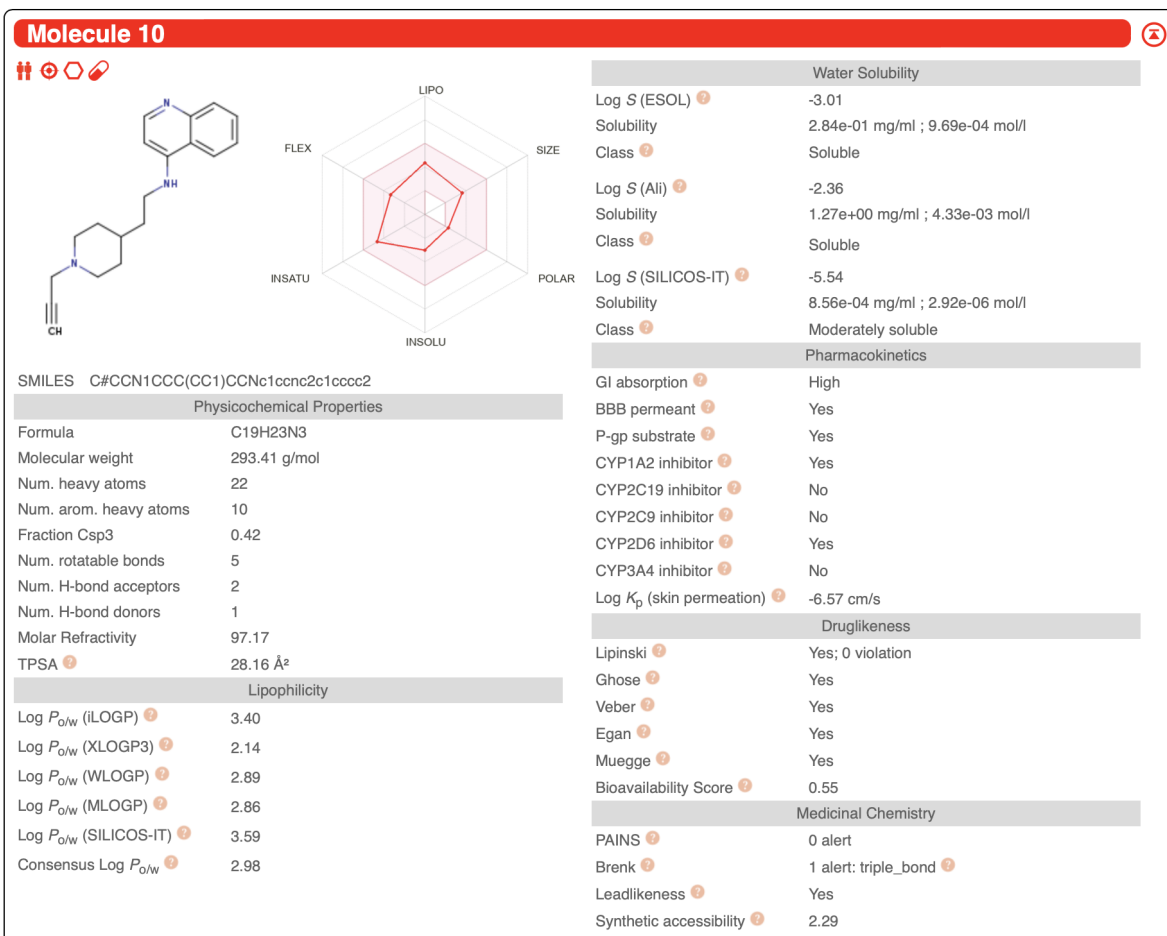 Molecule 10
N
NH
N
CH
LIPO
FLEX
SIZE
INSATU
POLAR
INSOLU
SMILES C#CCN1CCC(CC1)CCNc1ccnc2c1cccc2
Physicochemical Properties
Formula C19H23N3
Molecular weight 293.41 g/mol
Num. heavy atoms 22
Num. arom. heavy atoms 10
Fraction Csp3 0.42
Num. rotatable bonds 5
Num. H-bond acceptors 2
Num. H-bond donors 1
Molar Refractivity 97.17
TPSA ? 28.16 Å²
Lipophilicity
Log Po/w (iLOGP) ? 3.40
Log Po/w (XLOGP3) ? 2.14
Log Po/w (WLOGP) ? 2.89
Log Po/w (MLOGP) ? 2.86
Log Po/w (SILICOS-IT) ? 3.59
Consensus Log Po/w ? 2.98
Water Solubility
Log S (ESOL) ? -3.01
Solubility 2.84e-01 mg/ml ; 9.69e-04 mol/l
Class ? Soluble
Log S (Ali) ? -2.36
Solubility 1.27e+00 mg/ml ; 4.33e-03 mol/l
Class ? Soluble
Log S (SILICOS-IT) ? -5.54
Solubility 8.56e-04 mg/ml ; 2.92e-06 mol/l
Class ? Moderately soluble
Pharmacokinetics
GI absorption ? High
BBB permeant ? Yes
P-gp substrate ? Yes
CYP1A2 inhibitor ? Yes
CYP2C19 inhibitor ? No
CYP2C9 inhibitor ? No
CYP2D6 inhibitor ? Yes
CYP3A4 inhibitor ? No
Log Kp (skin permeation) ? -6.57 cm/s
Druglikeness
Lipinski ? Yes; 0 violation
Ghose ? Yes
Veber ? Yes
Egan ? Yes
Muegge ? Yes
Bioavailability Score ? 0.55
Medicinal Chemistry
PAINS ? 0 alert
Brenk ? 1 alert: triple_bond ?
Leadlikeness ? Yes
Synthetic accessibility ? 2.29